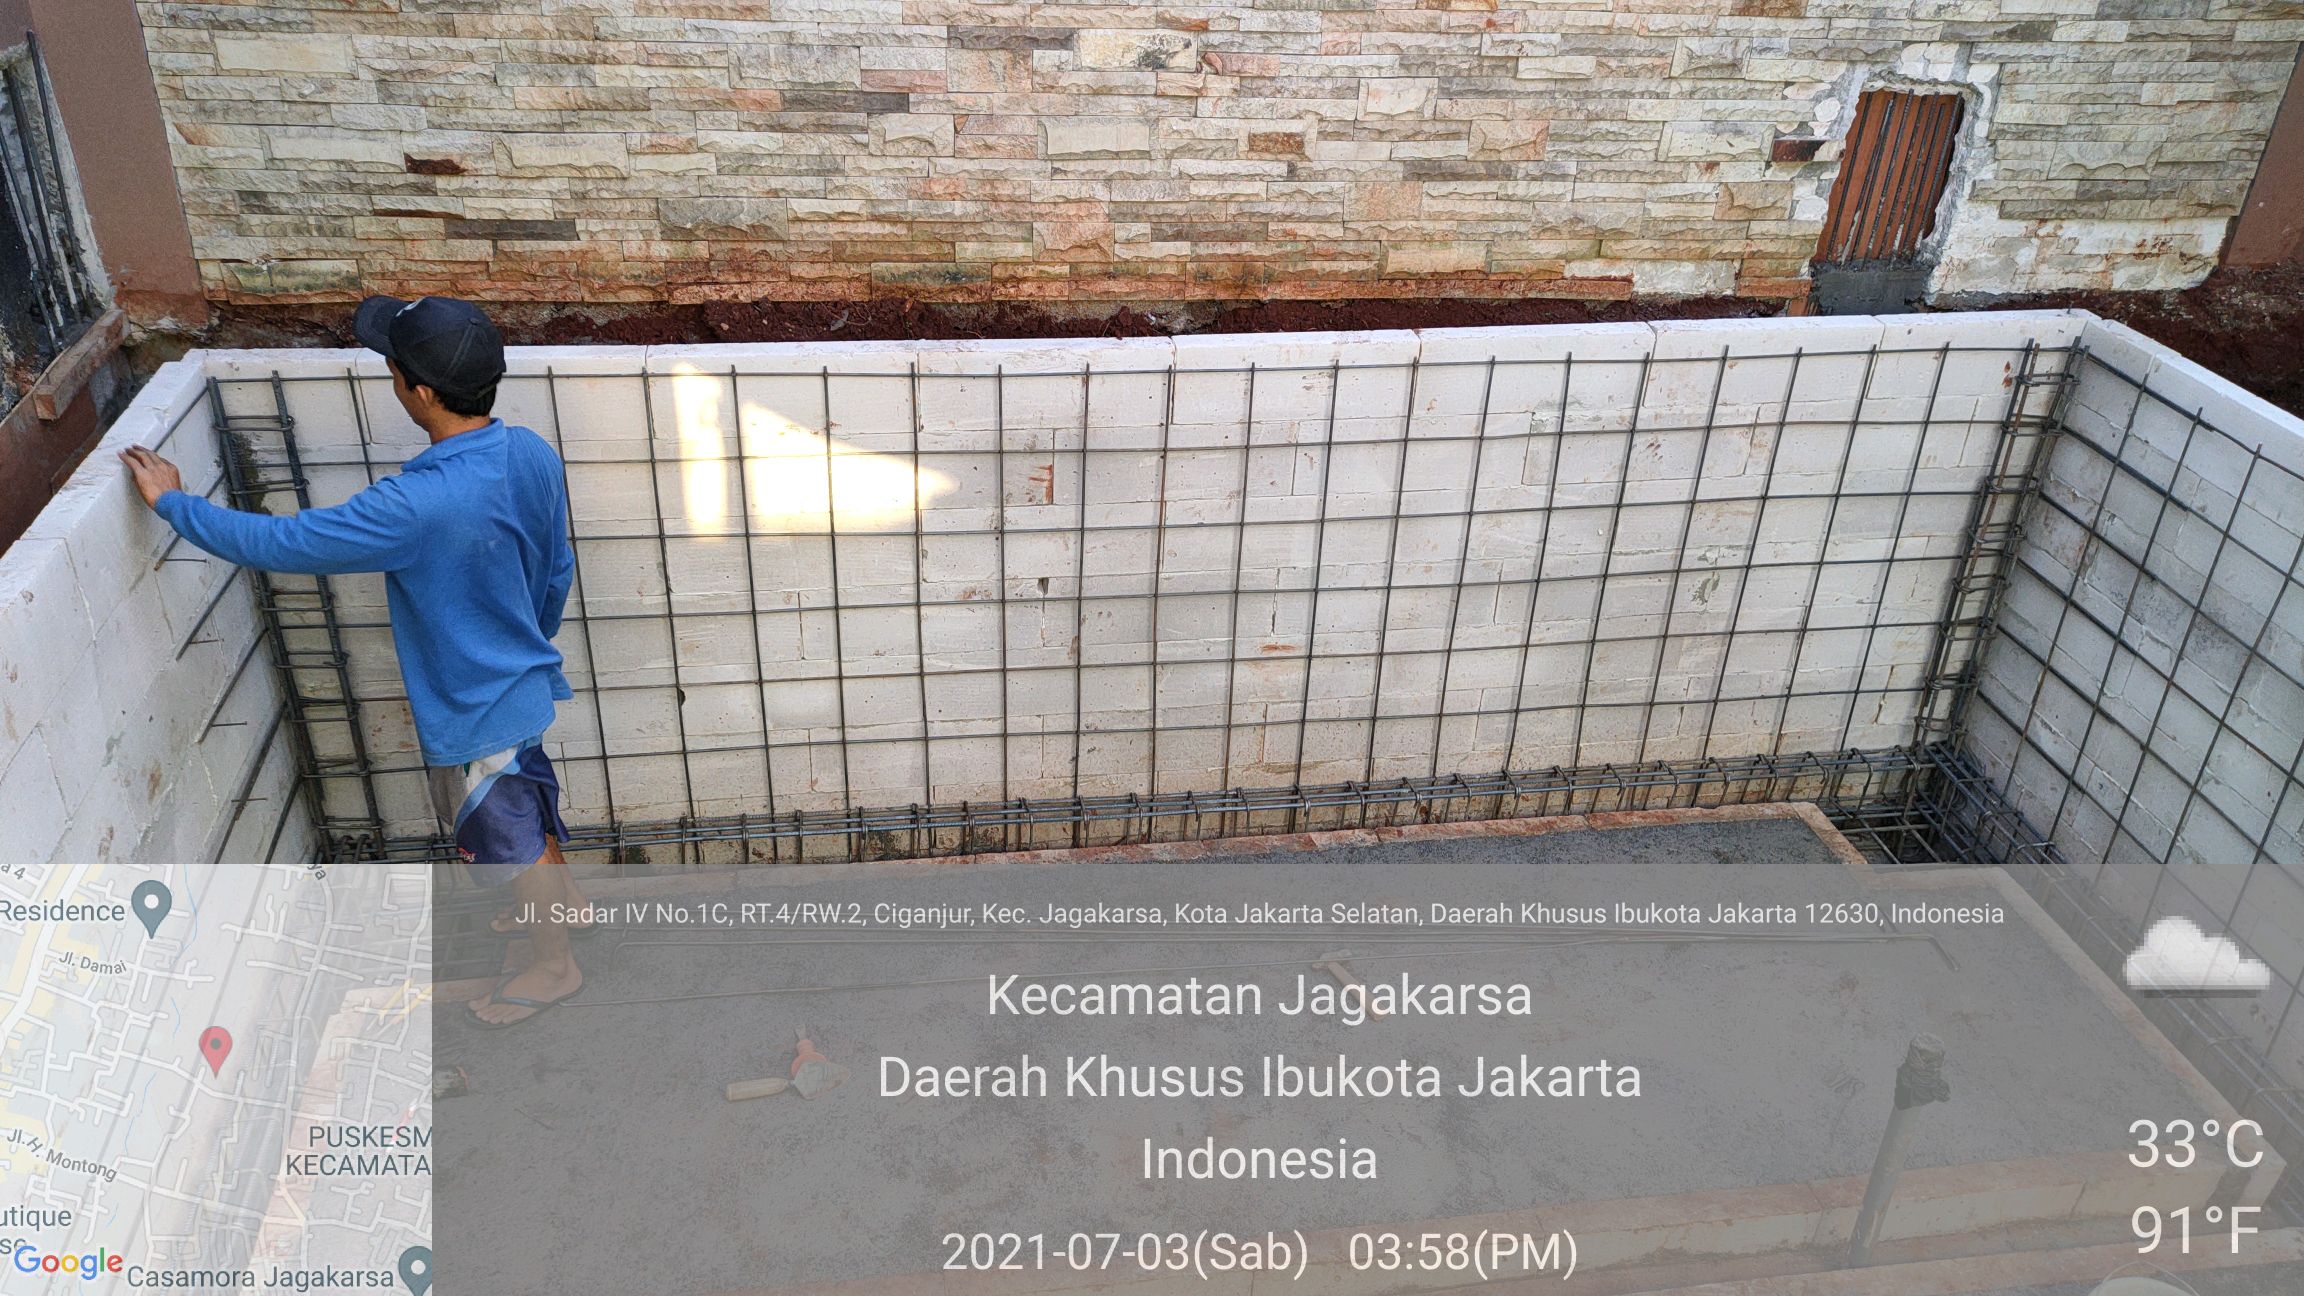 Jl. Sadar IV No.1C, RT.4/RW.2, Ciganjur, Kec. Jagakarsa, Kota Jakarta Selatan, Daerah Khusus Ibukota Jakarta 12630, Indonesia
Kecamatan Jagakarsa
Daerah Khusus Ibukota Jakarta
Indonesia
2021-07-03(Sab) 03:58(PM)
33°C
91°F
a 4
Residence
Jl. Damai
Jl. H. Montong
PUSKESM
KECAMATA
utique
se
Google
Casamora Jagakarsa